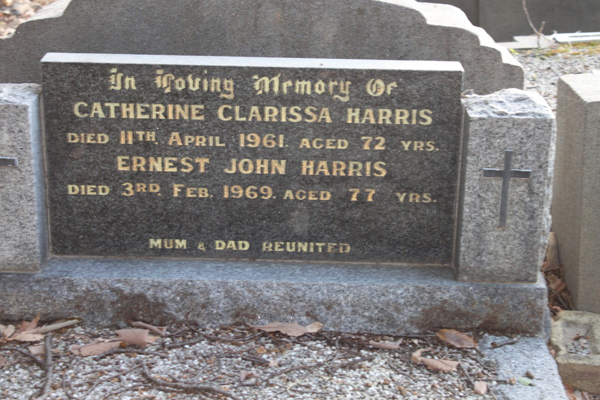 In Loving Memory Of
CATHERINE CLARISSA HARRIS
DIED 11TH. APRIL 1961. AGED 72 YRS.
ERNEST JOHN HARRIS
DIED 3RD. FEB. 1969. AGED 77 YRS.
MUM & DAD REUNITED